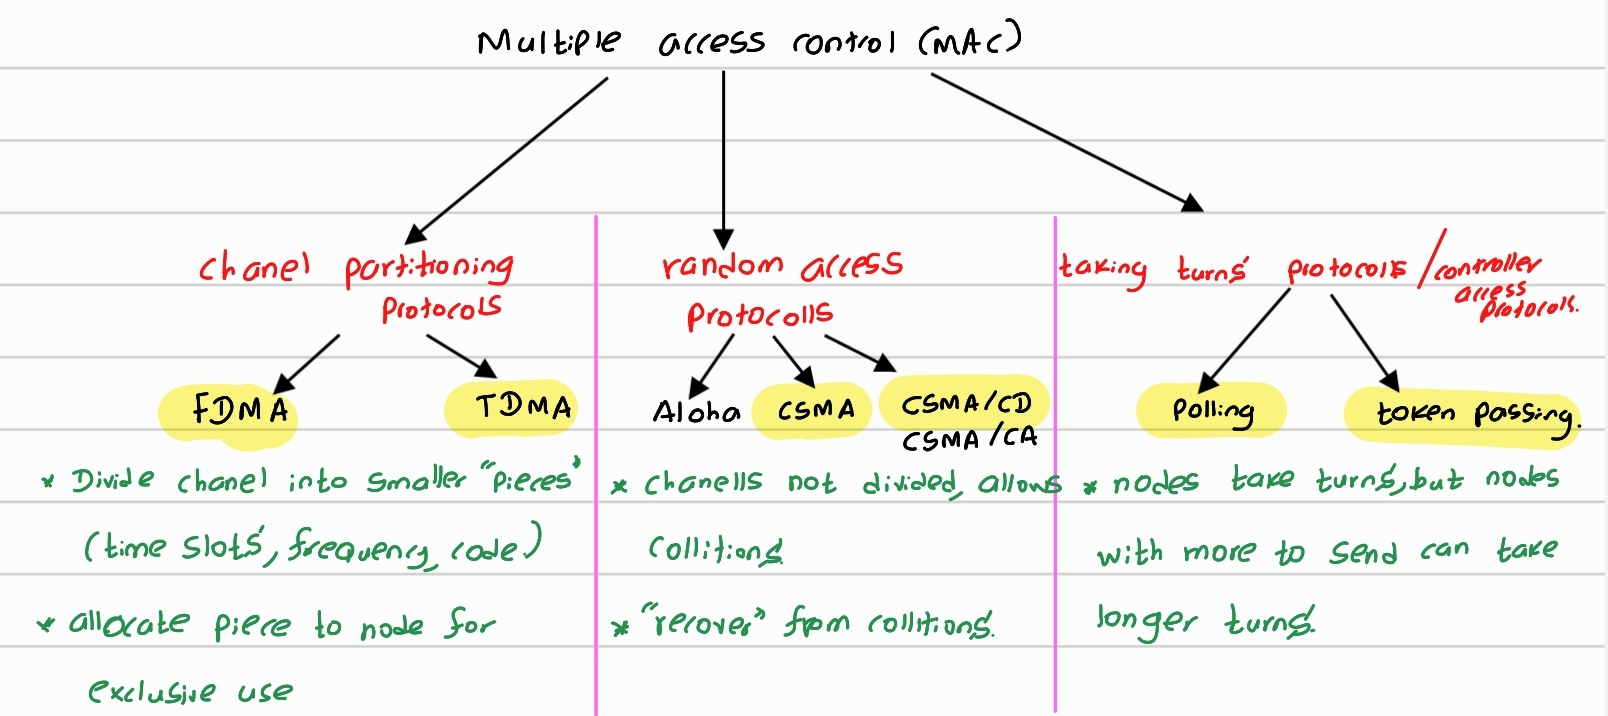 Multiple access control (MAC)
chanel partitioning
Protocols
FDMA
TDMA
* Divide chanel into smaller "pieces"
(time slots, frequency, code)
* allocate piece to node for
exclusive use
random access
Protocolls
Aloha
CSMA
CSMA/CD
CSMA/CA
* chanells not divided, allows
collitions
* "recover" from collitions.
taking turns protocols / controller
access
protocols.
Polling
token passing.
* nodes take turns, but nodes
with more to send can take
longer turns.